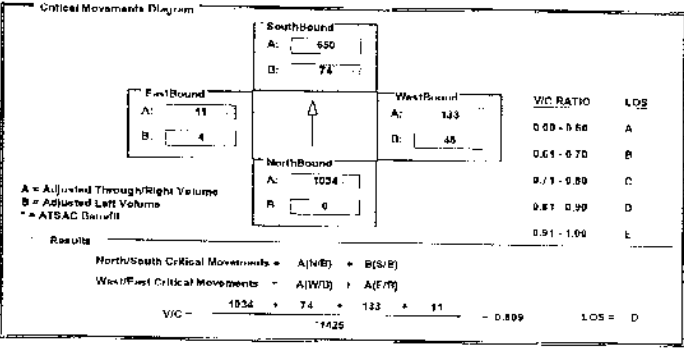 Critical Movements Diagram
SouthBound
A: 650
B: 74
EastBound
A: 11
B: 4
WestBound
A: 133
B: 45
NorthBound
A: 1034
B: 0
V/C RATIO LOS
0.00 - 0.60 A
0.61 - 0.70 B
0.71 - 0.80 C
0.81 - 0.90 D
0.91 - 1.00 E
A = Adjusted Through/Right Volume
B = Adjusted Left Volume
* = ATSAC Benefit
Results
North/South Critical Movements = A(N/B) + B(S/B)
West/East Critical Movements = A(W/B) + A(E/B)
V/C = 1034 + 74 + 133 + 11 = 0.809 LOS = D
*1425